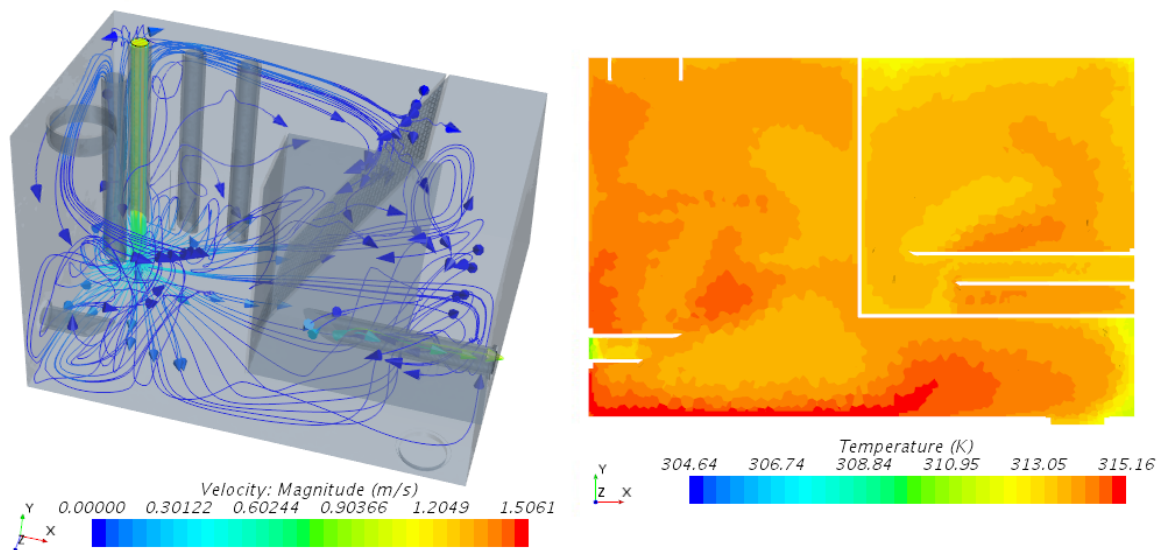 Velocity: Magnitude (m/s)
0.00000 0.30122 0.60244 0.90366 1.2049 1.5061
Y
Z X
Temperature (K)
304.64 306.74 308.84 310.95 313.05 315.16
Y
Z X